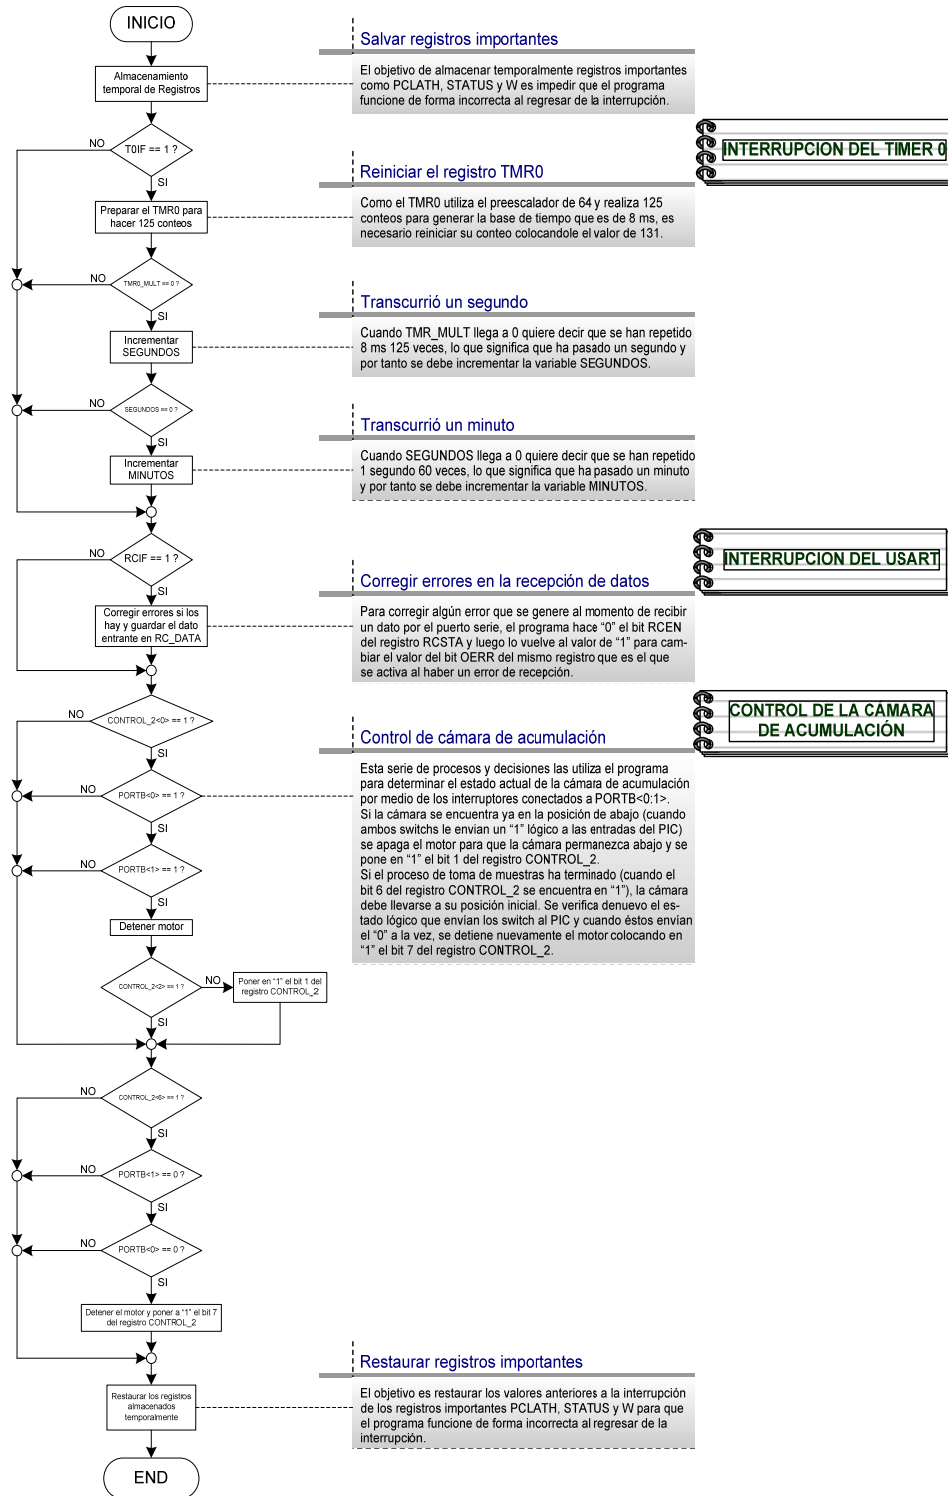 INICIO
Almacenamiento
temporal de Registros
Salvar registros importantes
El objetivo de almacenar temporalmente registros importantes
como PCLATH, STATUS y W es impedir que el programa
funcione de forma incorrecta al regresar de la interrupción.
INTERRUPCION DEL TIMER 0
NO
T0IF == 1 ?
SI
Reiniciar el registro TMR0
Preparar el TMR0 para
hacer 125 conteos
Como el TMR0 utiliza el preescalador de 64 y realiza 125
conteos para generar la base de tiempo que es de 8 ms, es
necesario reiniciar su conteo colocandole el valor de 131.
NO
TMR0_MULT == 0 ?
SI
Transcurrió un segundo
Incrementar
SEGUNDOS
Cuando TMR_MULT llega a 0 quiere decir que se han repetido
8 ms 125 veces, lo que significa que ha pasado un segundo y
por tanto se debe incrementar la variable SEGUNDOS.
NO
SEGUNDOS == 0 ?
SI
Transcurrió un minuto
Incrementar
MINUTOS
Cuando SEGUNDOS llega a 0 quiere decir que se han repetido
1 segundo 60 veces, lo que significa que ha pasado un minuto
y por tanto se debe incrementar la variable MINUTOS.
NO
RCIF == 1 ?
SI
INTERRUPCION DEL USART
Corregir errores en la recepción de datos
Corregir errores si los
hay y guardar el dato
entrante en RC_DATA
Para corregir algún error que se genere al momento de recibir
un dato por el puerto serie, el programa hace “0” el bit RCEN
del registro RCSTA y luego lo vuelve al valor de “1” para cam-
biar el valor del bit OERR del mismo registro que es el que
se activa al haber un error de recepción.
NO
CONTROL_2<0> == 1 ?
SI
CONTROL DE LA CAMARA
DE ACUMULACIÓN
Control de cámara de acumulación
NO
PORTB<0> == 1 ?
SI
Esta serie de procesos y decisiones las utiliza el programa
para determinar el estado actual de la cámara de acumulación
por medio de los interruptores conectados a PORTB<0:1>.
Si la cámara se encuentra ya en la posición de abajo (cuando
ambos switchs le envian un “1” lógico a las entradas del PIC)
se apaga el motor para que la cámara permanezca abajo y se
pone en “1” el bit 1 del registro CONTROL_2.
Si el proceso de toma de muestras ha terminado (cuando el
bit 6 del registro CONTROL_2 se encuentra en “1”), la cámara
debe llevarse a su posición inicial. Se verifica denuevo el es-
tado lógico que envían los switch al PIC y cuando éstos envían
el “0” a la vez, se detiene nuevamente el motor colocando en
“1” el bit 7 del registro CONTROL_2.
NO
PORTB<1> == 1 ?
SI
Detener motor
CONTROL_2<2> == 1 ?
NO
Poner en “1” el bit 1 del
registro CONTROL_2
SI
NO
CONTROL_2<6> == 1 ?
SI
NO
PORTB<1> == 0 ?
SI
NO
PORTB<0> == 0 ?
SI
Detener el motor y poner a “1” el bit 7
del registro CONTROL_2
Restaurar registros importantes
Restaurar los registros
almacenados
temporalmente
El objetivo es restaurar los valores anteriores a la interrupción
de los registros importantes PCLATH, STATUS y W para que
el programa funcione de forma incorrecta al regresar de la
interrupción.
END